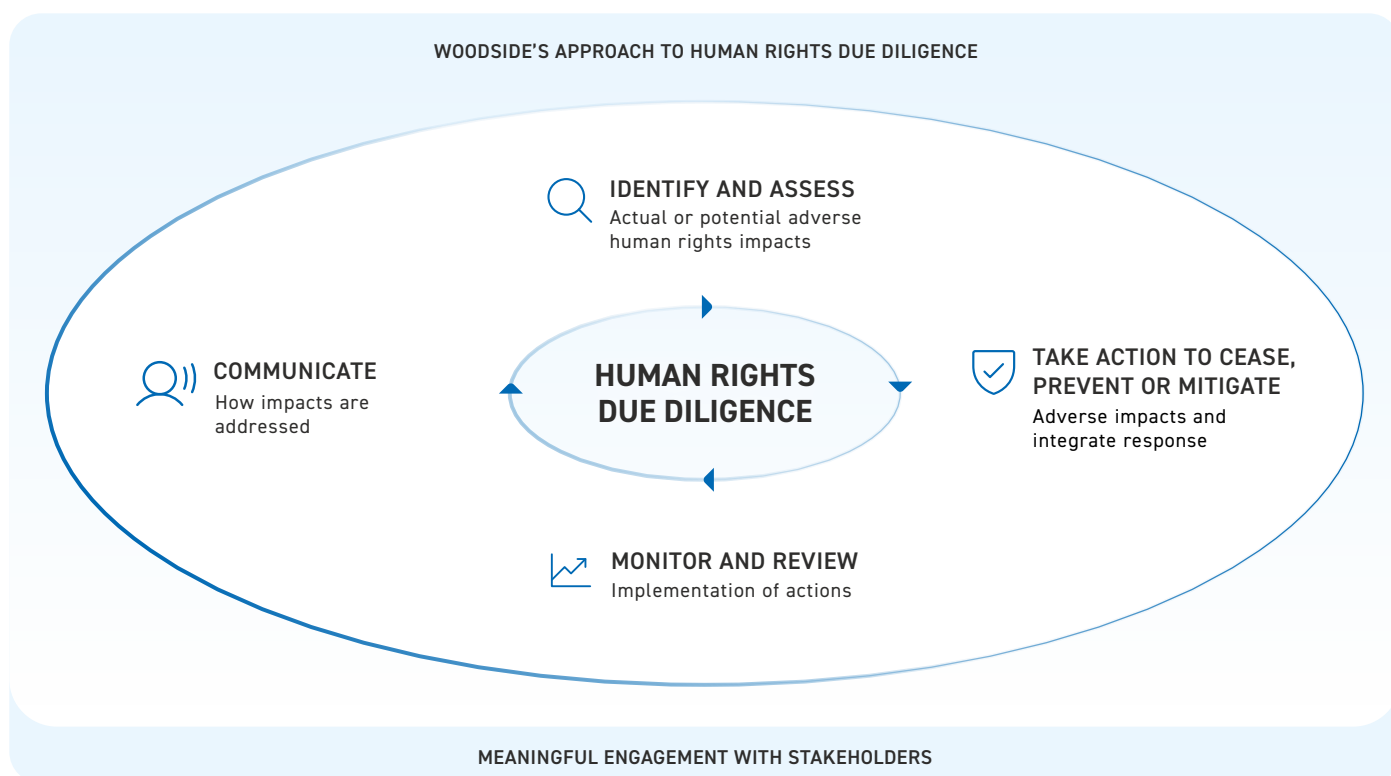 WOODSIDE’S APPROACH TO HUMAN RIGHTS DUE DILIGENCE
IDENTIFY AND ASSESS
Actual or potential adverse
human rights impacts
COMMUNICATE
How impacts are
addressed
HUMAN RIGHTS
DUE DILIGENCE
TAKE ACTION TO CEASE,
PREVENT OR MITIGATE
Adverse impacts and
integrate response
MONITOR AND REVIEW
Implementation of actions
MEANINGFUL ENGAGEMENT WITH STAKEHOLDERS